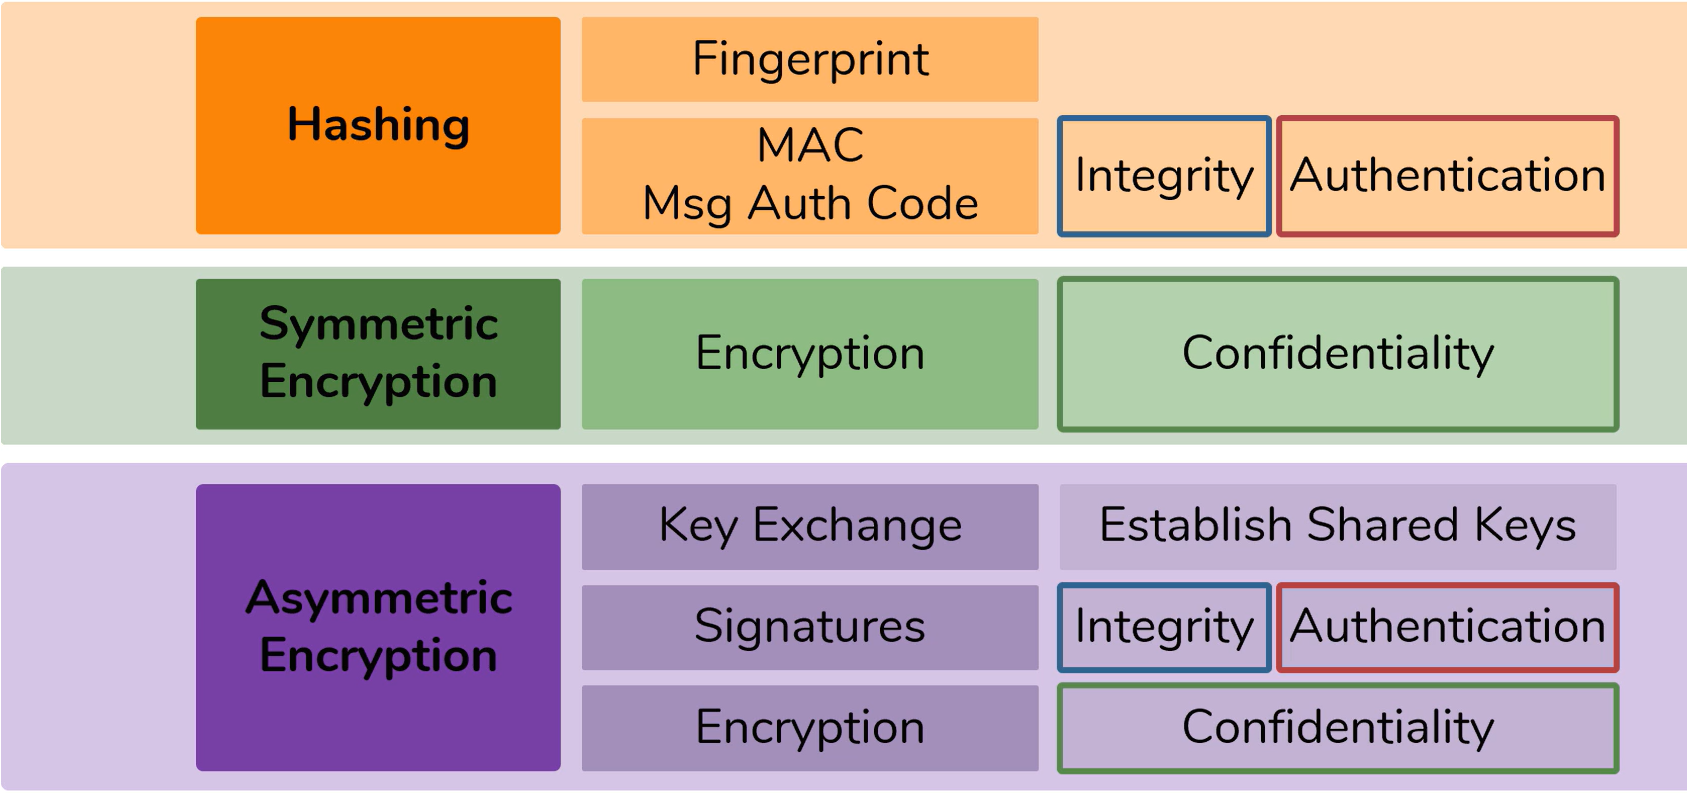 Hashing
Fingerprint
MAC
Msg Auth Code
Integrity
Authentication
Symmetric
Encryption
Encryption
Confidentiality
Asymmetric
Encryption
Key Exchange
Establish Shared Keys
Signatures
Integrity
Authentication
Encryption
Confidentiality